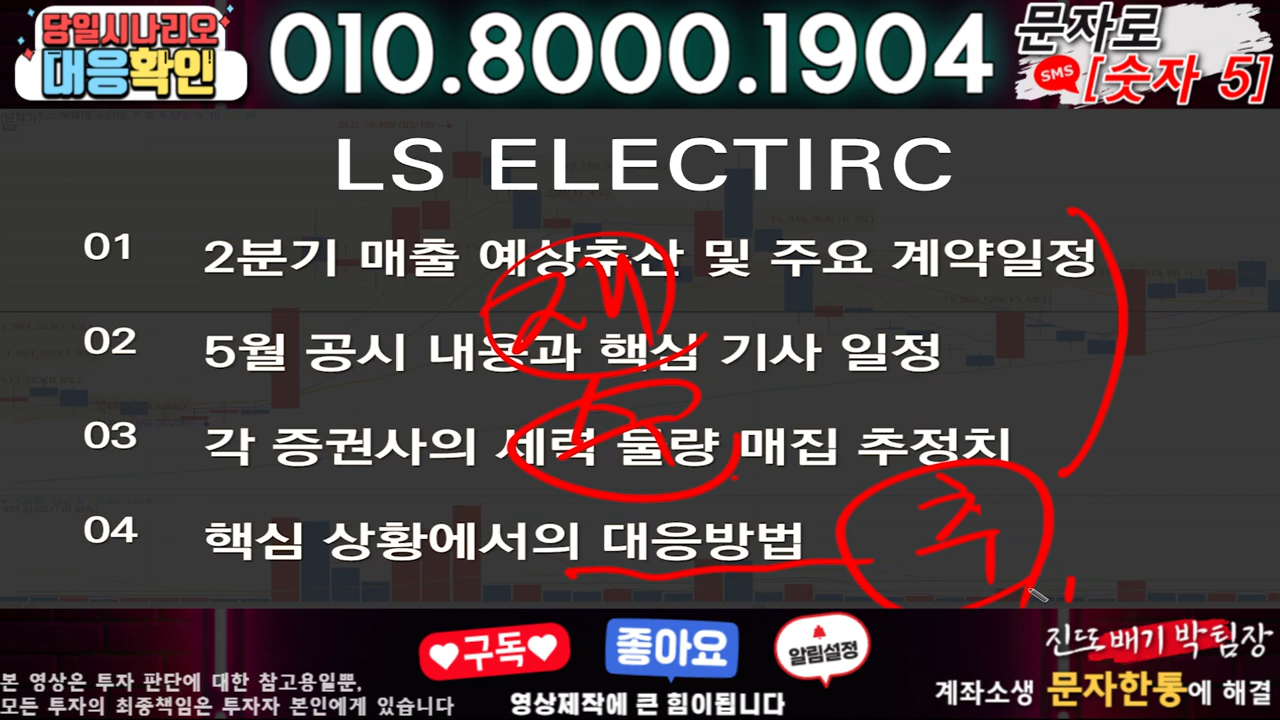 당일시나리오
대응확인
010.8000.1904
문자로
SMS [숫자 5]
LS ELECTIRC
01 2분기 매출 예상추산 및 주요 계약일정
02 5월 공시 내용과 핵심 기사 일정
03 각 증권사의 세력 물량 매집 추정치
04 핵심 상황에서의 대응방법
구독
좋아요
알림설정
영상제작에 큰 힘이됩니다
본 영상은 투자 판단에 대한 참고용일뿐,
모든 투자의 최종책임은 투자자 본인에게 있습니다
진또배기 박팀장
계좌소생 문자한통에 해결